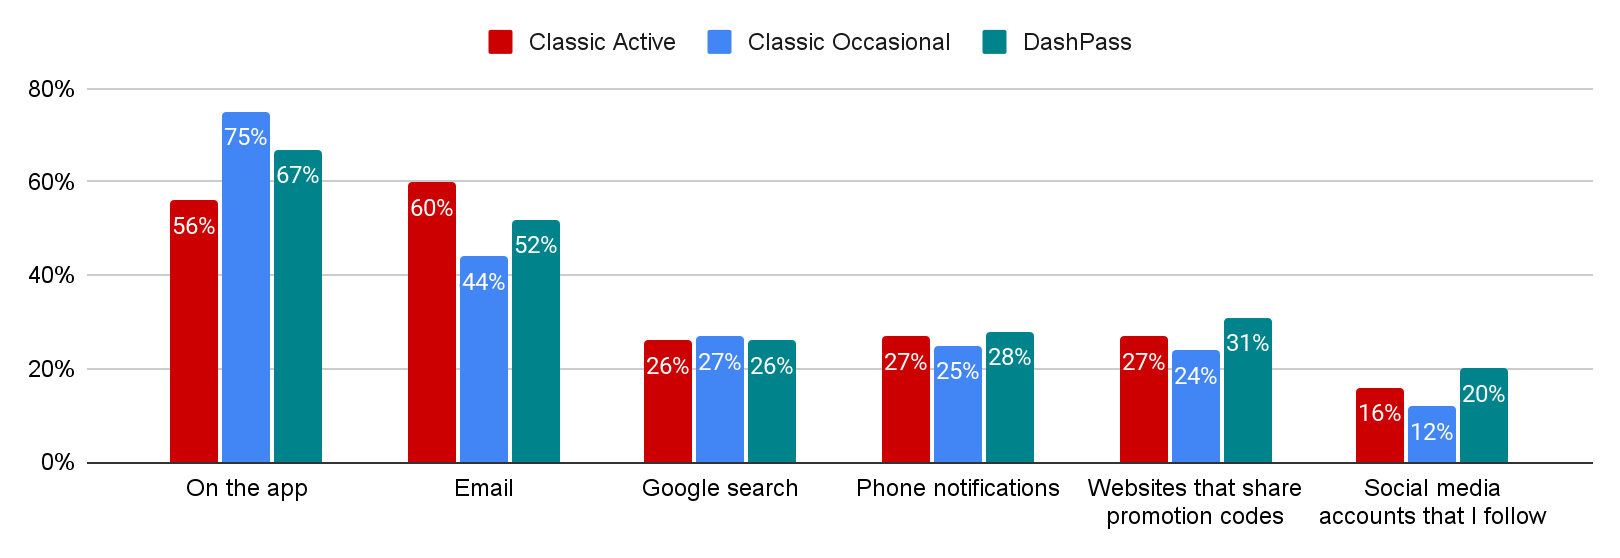 Classic Active Classic Occasional DashPass
80%
60%
40%
20%
0%
56% 75% 67%
60% 44% 52%
26% 27% 26%
27% 25% 28%
27% 24% 31%
16% 12% 20%
On the app
Email
Google search
Phone notifications
Websites that share
promotion codes
Social media
accounts that I follow